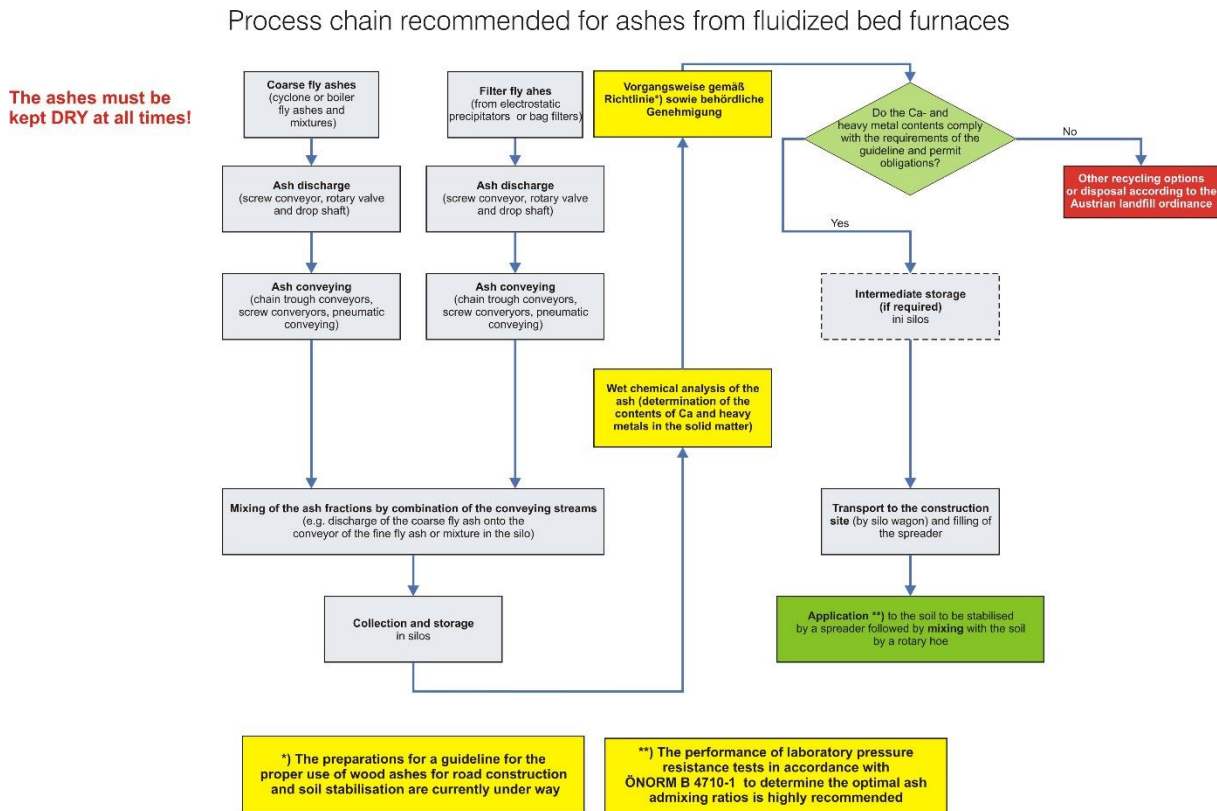 Process chain recommended for ashes from fluidized bed furnaces
The ashes must be
kept DRY at all times!
Coarse fly ashes
(cyclone or boiler
fly ashes and
mixtures)
Filter fly ahes
(from electrostatic
precipitators or bag filters)
Vorgangsweise gemäß
Richtlinie*) sowie behördliche
Genehmigung
Do the Ca- and
heavy metal contents comply
with the requirements of the
guideline and permit
obligations?
No
Other recycling options
or disposal according to the
Austrian landfill ordinance
Yes
Ash discharge
(screw conveyor, rotary valve
and drop shaft)
Ash discharge
(screw conveyor, rotary valve
and drop shaft)
Ash conveying
(chain trough conveyors,
screw converyors, pneumatic
conveying)
Ash conveying
(chain trough conveyors,
screw converyors, pneumatic
conveying)
Intermediate storage
(if required)
ini silos
Wet chemical analysis of the
ash (determination of the
contents of Ca and heavy
metals in the solid matter)
Mixing of the ash fractions by combination of the conveying streams
(e.g. discharge of the coarse fly ash onto the
conveyor of the fine fly ash or mixture in the silo)
Transport to the construction
site (by silo wagon) and filling of
the spreader
Collection and storage
in silos
Application **) to the soil to be stabilised
by a spreader followed by mixing with the soil
by a rotary hoe
*) The preparations for a guideline for the
proper use of wood ashes for road construction
and soil stabilisation are currently under way
**) The performance of laboratory pressure
resistance tests in accordance with
ÖNORM B 4710-1 to determine the optimal ash
admixing ratios is highly recommended